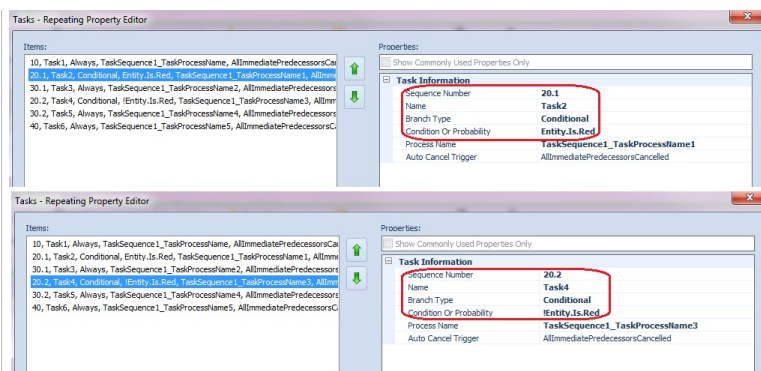 Tasks - Repeating Property Editor
Items:
10, Task1, Always, TaskSequence1_TaskProcessName, AllImmediatePredecessorsCa
20.1, Task2, Conditional, Entity.Is.Red, TaskSequence1_TaskProcessName1, AllImme
30.1, Task3, Always, TaskSequence1_TaskProcessName2, AllImmediatePredecessors
20.2, Task4, Conditional, !Entity.Is.Red, TaskSequence1_TaskProcessName3, AllImm
30.2, Task5, Always, TaskSequence1_TaskProcessName4, AllImmediatePredecessors
40, Task6, Always, TaskSequence1_TaskProcessName5, AllImmediatePredecessorsC
Properties:
Show Commonly Used Properties Only
Task Information
Sequence Number 20.1
Name Task2
Branch Type Conditional
Condition Or Probability Entity.Is.Red
Process Name TaskSequence1_TaskProcessName1
Auto Cancel Trigger AllImmediatePredecessorsCancelled
Tasks - Repeating Property Editor
Items:
10, Task1, Always, TaskSequence1_TaskProcessName, AllImmediatePredecessorsCa
20.1, Task2, Conditional, Entity.Is.Red, TaskSequence1_TaskProcessName1, AllImm
30.1, Task3, Always, TaskSequence1_TaskProcessName2, AllImmediatePredecessors
20.2, Task4, Conditional, !Entity.Is.Red, TaskSequence1_TaskProcessName3, AllImm
30.2, Task5, Always, TaskSequence1_TaskProcessName4, AllImmediatePredecessors
40, Task6, Always, TaskSequence1_TaskProcessName5, AllImmediatePredecessorsC
Properties:
Show Commonly Used Properties Only
Task Information
Sequence Number 20.2
Name Task4
Branch Type Conditional
Condition Or Probability !Entity.Is.Red
Process Name TaskSequence1_TaskProcessName3
Auto Cancel Trigger AllImmediatePredecessorsCancelled